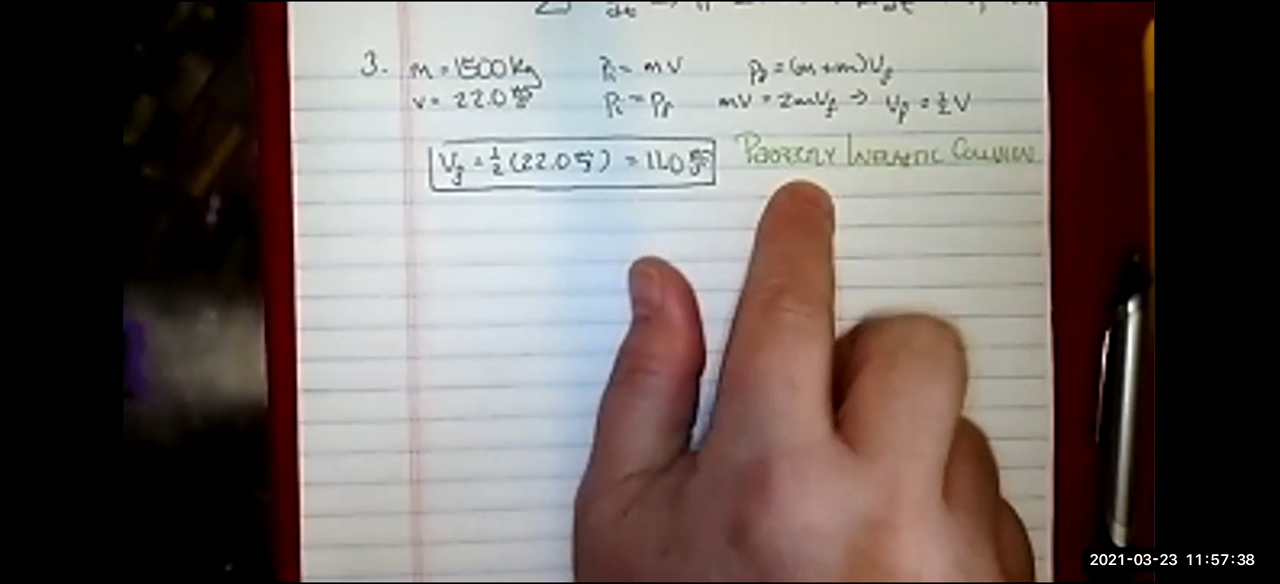 3. m = 1500 kg Pi = mV Pf = (m+m)Vf
v = 22.0 m/s Pi = Pf mV = 2mVf → Vf = ½V
Vf = ½(22.0 m/s) = 11.0 m/s Perfectly Inelastic Collision
2021-03-23 11:57:38